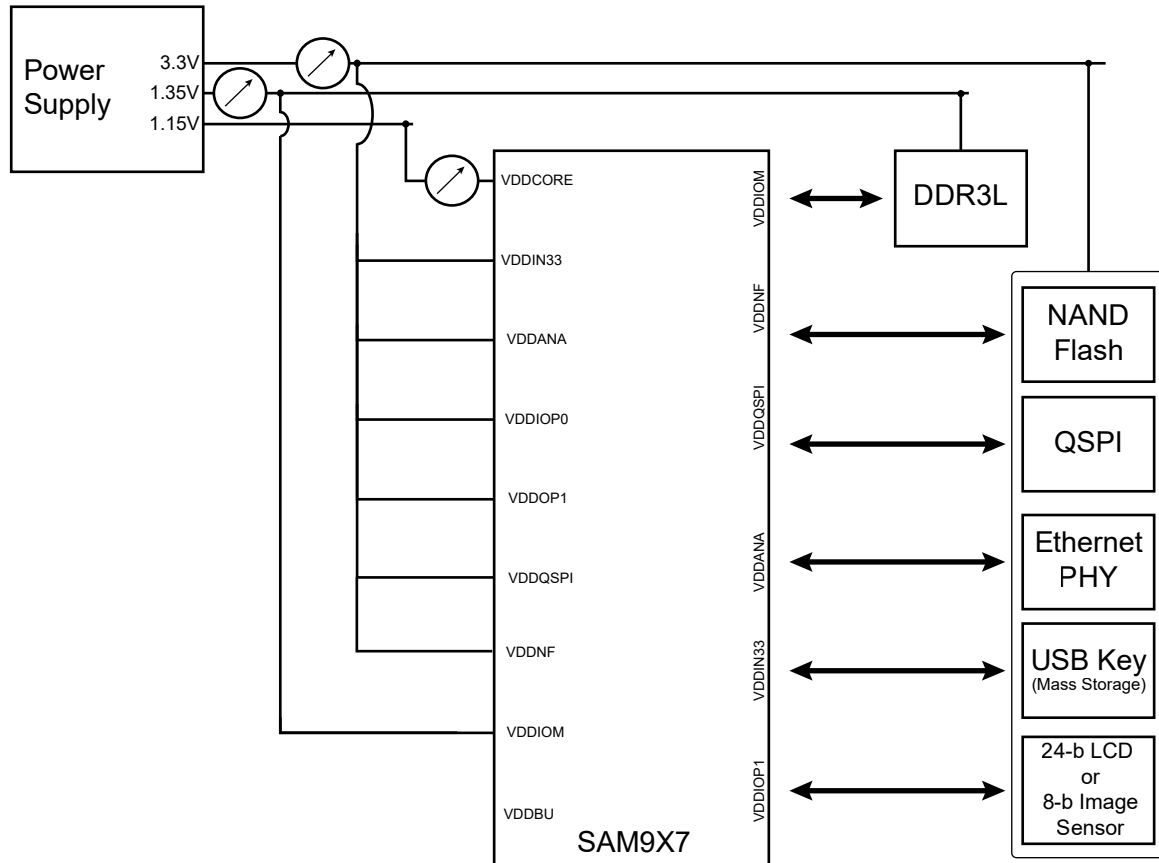 Power
Supply
3.3V
1.35V
1.15V
VDDCORE
VDDIN33
VDDANA
VDDIOP0
VDDOP1
VDDQSPI
VDDNF
VDDIOM
VDDBU
SAM9X7
VDDIOM
VDDNF
VDDQSPI
VDDANA
VDDIN33
VDDIOP1
DDR3L
NAND
Flash
QSPI
Ethernet
PHY
USB Key
(Mass Storage)
24-b LCD
or
8-b Image
Sensor